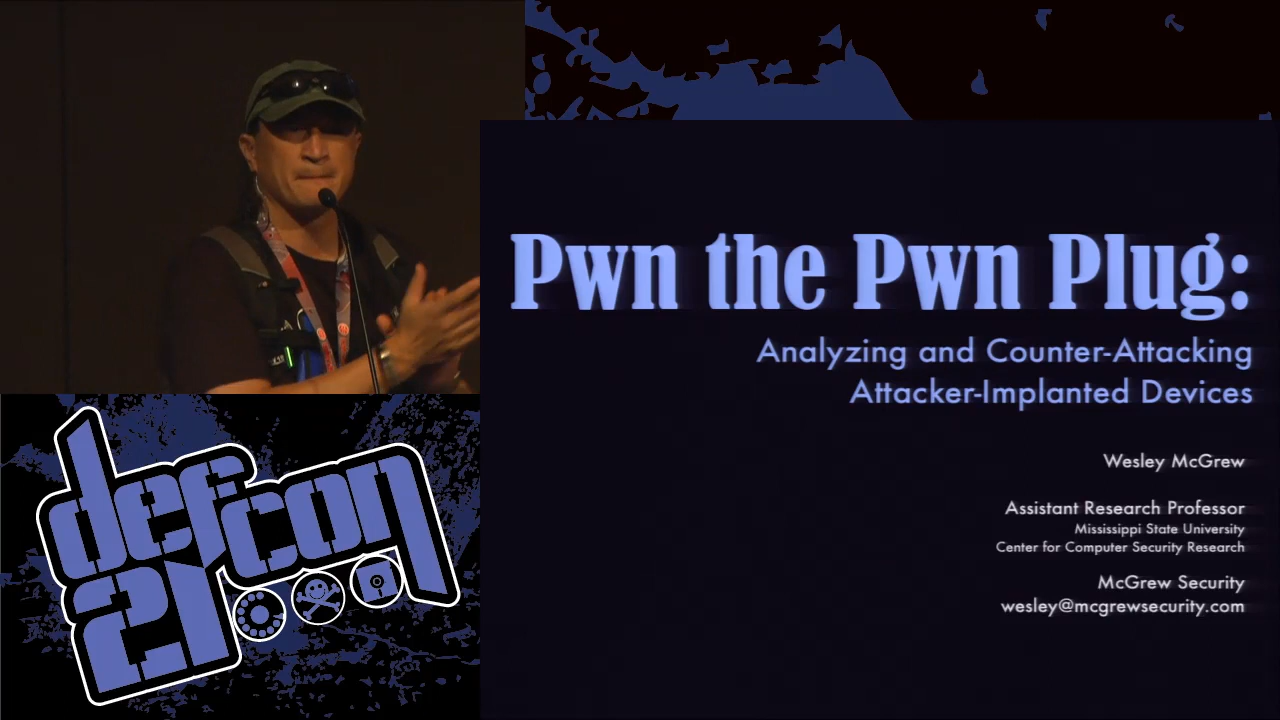 defcon
21
Pwn the Pwn Plug:
Analyzing and Counter-Attacking
Attacker-Implanted Devices
Wesley McGrew
Assistant Research Professor
Mississippi State University
Center for Computer Security Research
McGrew Security
wesley@mcgrewsecurity.com